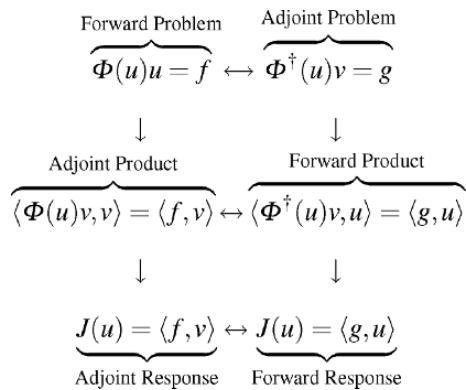 Forward Problem Adjoint Problem
Φ(u)u = f ↔ Φ†(u)v = g
↓ ↓
Adjoint Product Forward Product
⟨Φ(u)v, v⟩ = ⟨f, v⟩ ↔ ⟨Φ†(u)v, u⟩ = ⟨g, u⟩
↓ ↓
J(u) = ⟨f, v⟩ ↔ J(u) = ⟨g, u⟩
Adjoint Response Forward Response